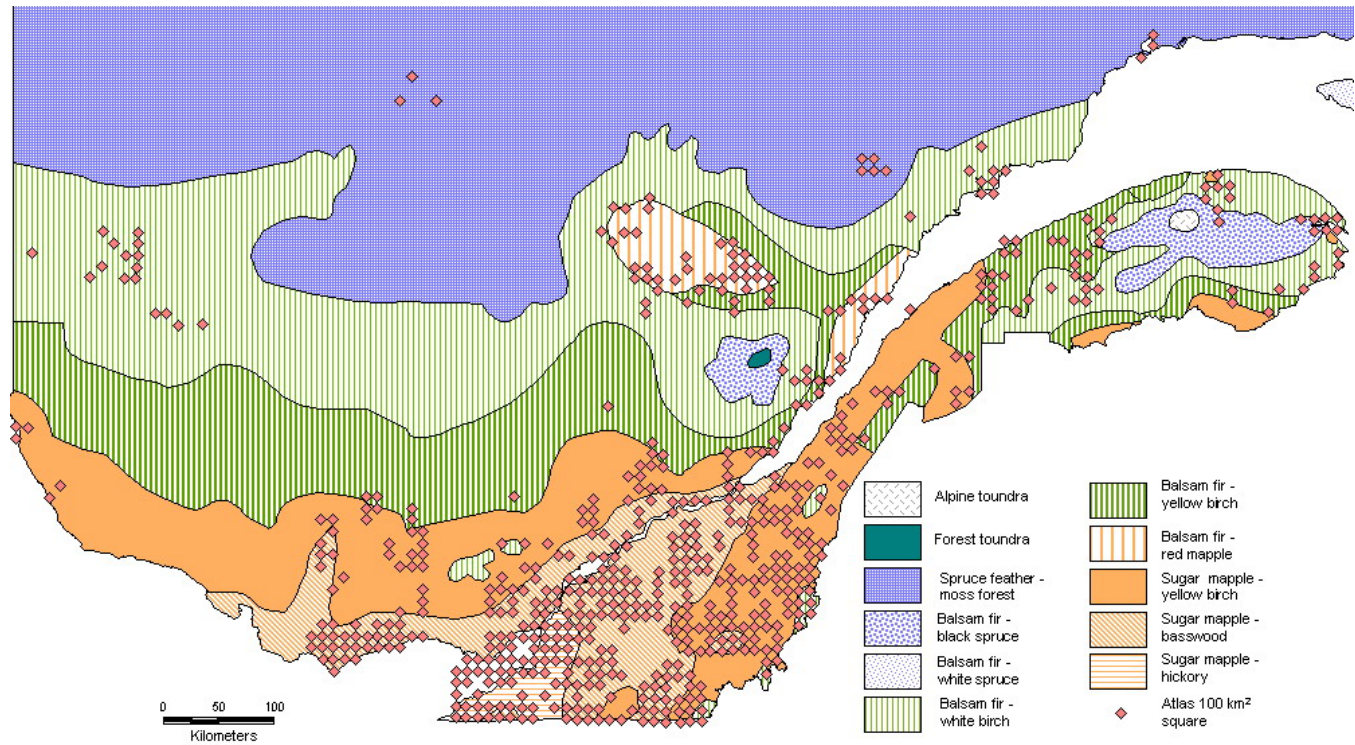 Alpine toundra
Forest toundra
Spruce feather -
moss forest
Balsam fir -
black spruce
Balsam fir -
white spruce
Balsam fir -
white birch
Balsam fir -
yellow birch
Balsam fir -
red mapple
Sugar mapple -
yellow birch
Sugar mapple -
basswood
Sugar mapple -
hickory
Atlas 100 km²
square
0 50 100
Kilometers